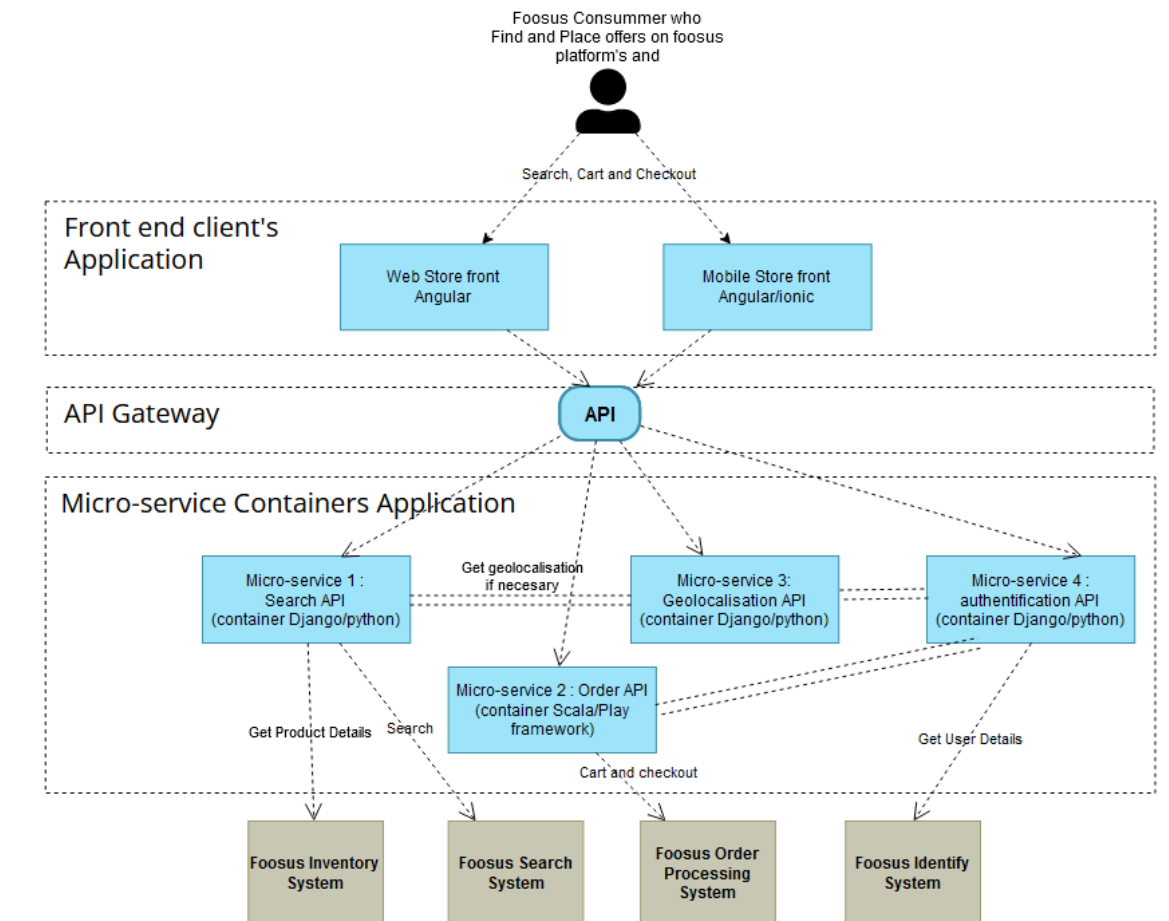 Foosus Consummer who
Find and Place offers on foosus
platform's and
Search, Cart and Checkout
Front end client's
Application
Web Store front
Angular
Mobile Store front
Angular/ionic
API Gateway
API
Micro-service Containers Application
Micro-service 1 :
Search API
(container Django/python)
Get geolocalisation
if necesary
Micro-service 3:
Geolocalisation API
(container Django/python)
Micro-service 4 :
authentification API
(container Django/python)
Micro-service 2 : Order API
(container Scala/Play
framework)
Get Product Details
Search
Cart and checkout
Get User Details
Foosus Inventory
System
Foosus Search
System
Foosus Order
Processing
System
Foosus Identify
System